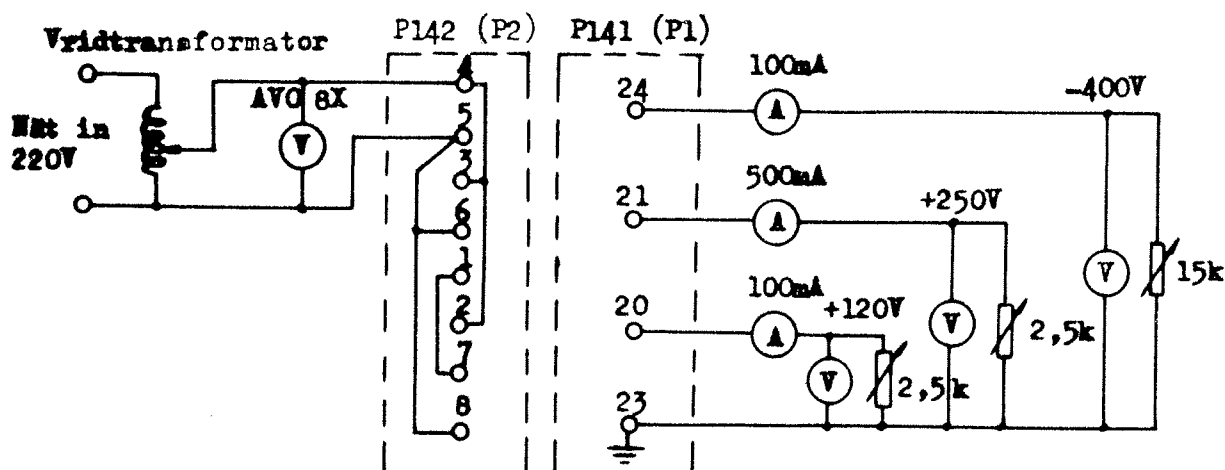 P142 (P2)
P141 (P1)
Vridtransformator
Nät in
220V
AVO 8X
V
4
5
3
6
1
2
7
8
24
100mA
A
-400V
21
500mA
A
+250V
V
15k
20
100mA
A
+120V
V
2,5k
V
2,5k
23